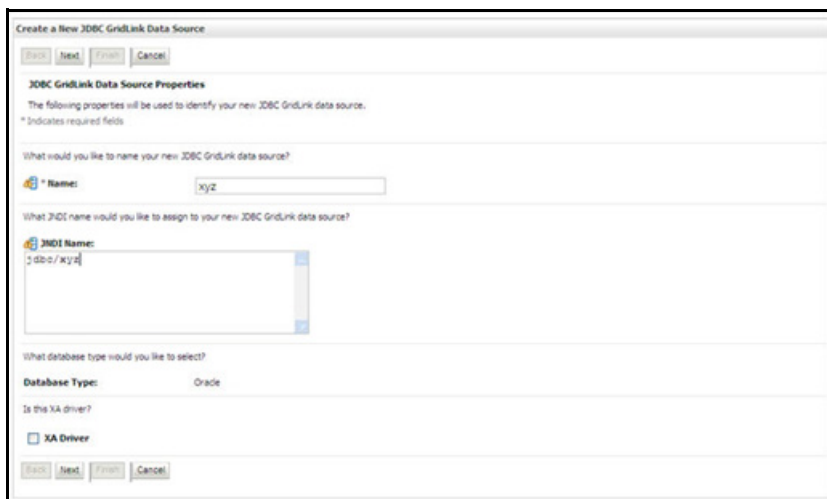 Create a New JDBC GridLink Data Source
Back Next Finish Cancel
JDBC GridLink Data Source Properties
The following properties will be used to identify your new JDBC GridLink data source.
* Indicates required fields
What would you like to name your new JDBC GridLink data source?
* Name: xyz
What JNDI name would you like to assign to your new JDBC GridLink data source?
JNDI Name:
jdbc/xyz
What database type would you like to select?
Database Type: Oracle
Is this XA driver?
XA Driver
Back Next Finish Cancel